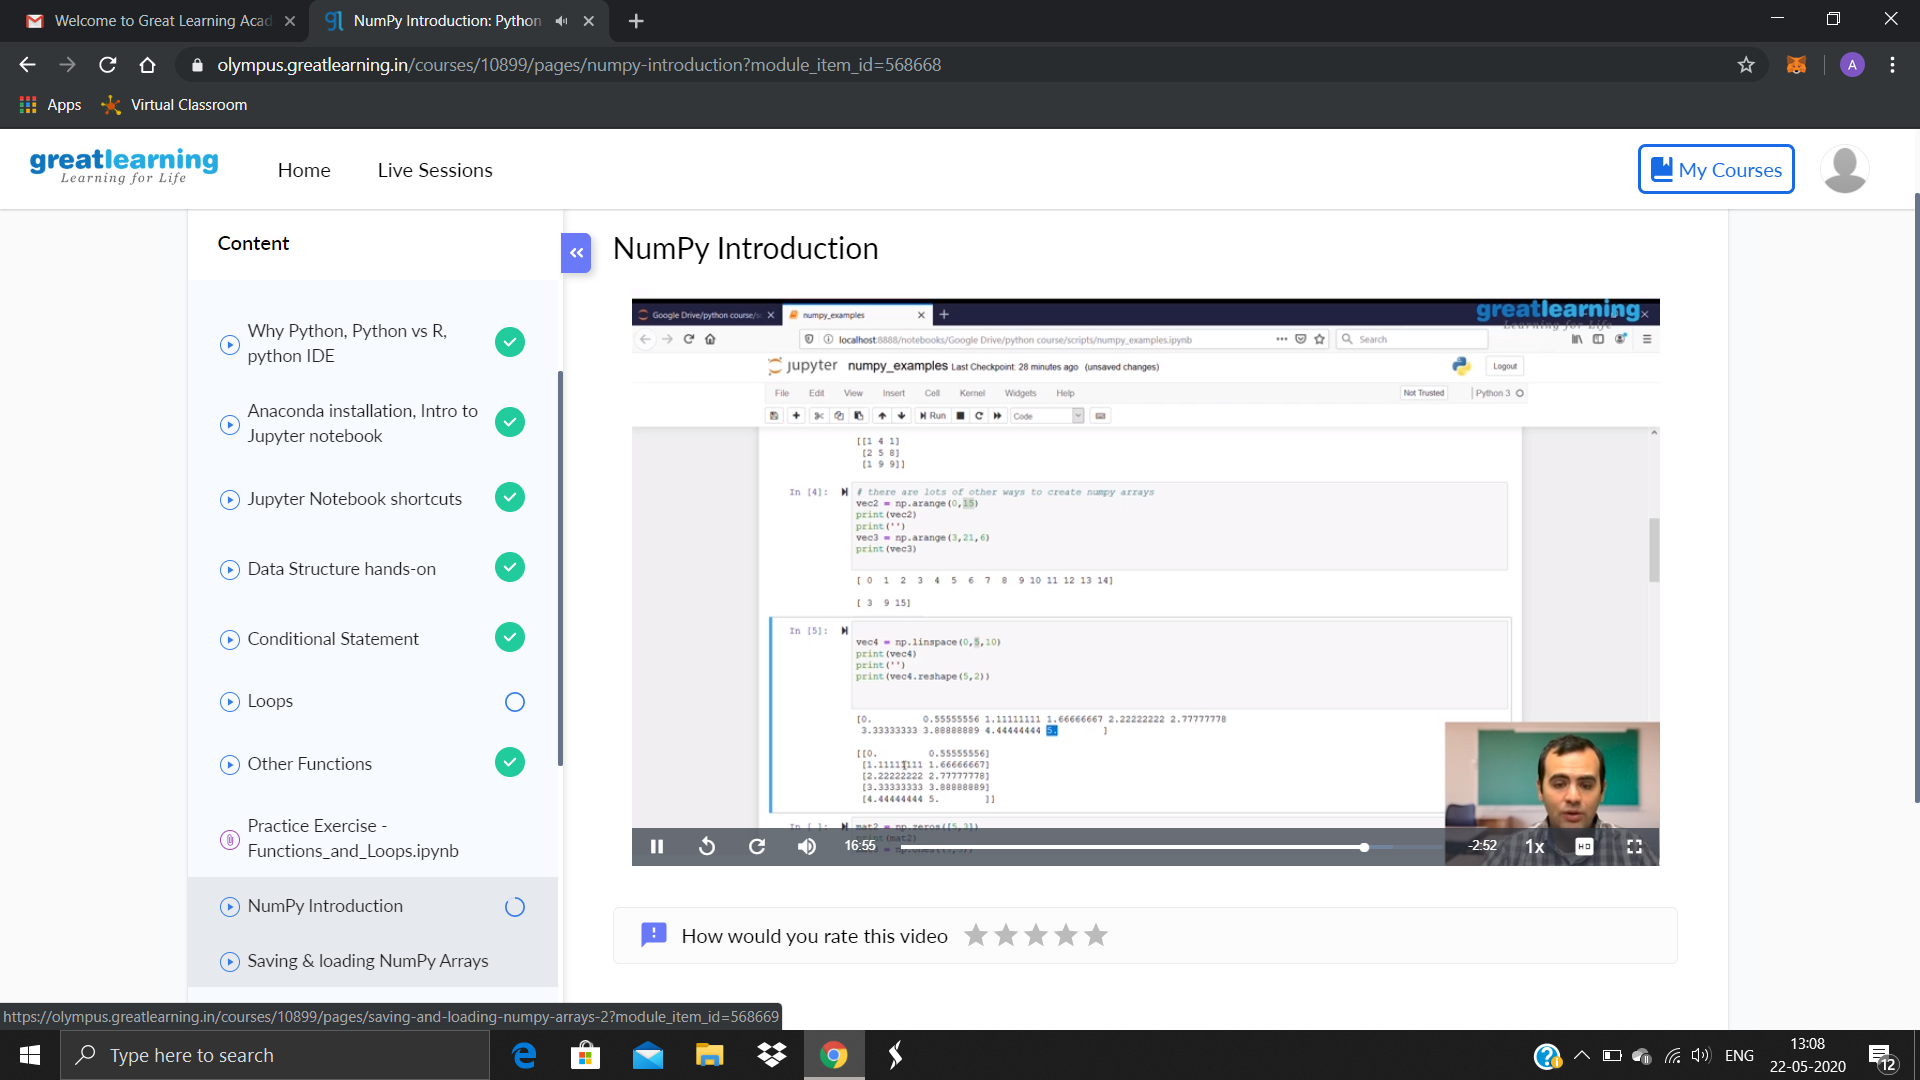 Welcome to Great Learning Acad
NumPy Introduction: Python
olympus.greatlearning.in/courses/10899/pages/numpy-introduction?module_item_id=568668
A
Apps
Virtual Classroom
greatlearning
Learning for Life
Home
Live Sessions
My Courses
Content
Why Python, Python vs R,
python IDE
Anaconda installation, Intro to
Jupyter notebook
Jupyter Notebook shortcuts
Data Structure hands-on
Conditional Statement
Loops
Other Functions
Practice Exercise -
Functions_and_Loops.ipynb
NumPy Introduction
Saving & loading NumPy Arrays
NumPy Introduction
Google Drive/python course/s
numpy_examples
greatlearning
Learning for Life
localhost:8888/notebooks/Google Drive/python course/scripts/numpy_examples.ipynb
Search
jupyter numpy_examples Last Checkpoint: 28 minutes ago (unsaved changes)
Logout
File Edit View Insert Cell Kernel Widgets Help
Not Trusted
Python 3
Run
Code
[[1 4 1]
[2 5 8]
[1 9 9]]
In [4]:
# there are lots of other ways to create numpy arrays
vec2 = np.arange(0,15)
print(vec2)
print('')
vec3 = np.arange(3,21,6)
print(vec3)
[ 0 1 2 3 4 5 6 7 8 9 10 11 12 13 14]
[ 3 9 15]
In [5]:
vec4 = np.linspace(0,5,10)
print(vec4)
print('')
print(vec4.reshape(5,2))
[0. 0.55555556 1.11111111 1.66666667 2.22222222 2.77777778
3.33333333 3.88888889 4.44444444 5. ]
[[0. 0.55555556]
[1.11111111 1.66666667]
[2.22222222 2.77777778]
[3.33333333 3.88888889]
[4.44444444 5. ]]
In [ ]:
mat2 = np.zeros([5,3])
print(mat2)
16:55
-2:52
1x
HD
How would you rate this video
https://olympus.greatlearning.in/courses/10899/pages/saving-and-loading-numpy-arrays-2?module_item_id=568669
Type here to search
ENG
13:08
22-05-2020
12